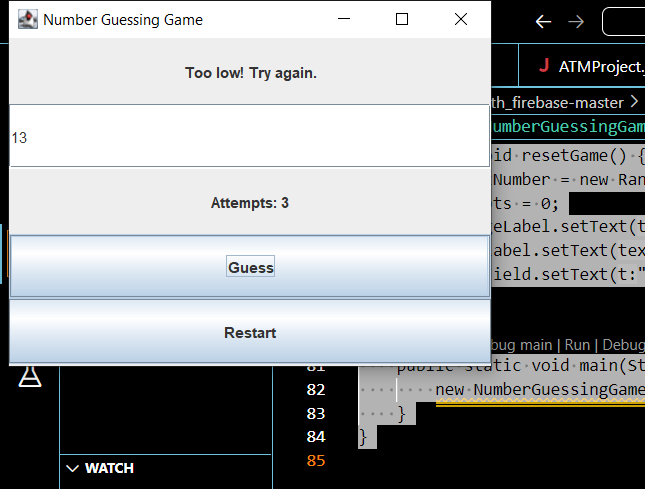 Number Guessing Game
Too low! Try again.
13
Attempts: 3
Guess
Restart
ATMProject.
th_firebase-master >
umberGuessingGam
id resetGame() {
Number = new Ran
ts = 0;
eLabel.setText(t
abel.setText(tex
ield.setText(t:"
bug main | Run | Debug
81 public static void main(St
82 new NumberGuessingGame
83 }
84 }
85
WATCH